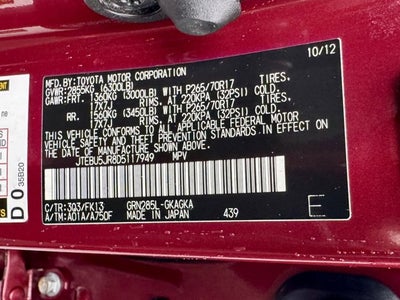 10/12
MFD.BY:TOYOTA MOTOR CORPORATION
GVWR:2855KG (6300LB)
GAWR:FRT. 1360KG (3000LB) WITH P265/70R17 TIRES.
17X7J RIMS, AT 220KPA (32PSI) COLD.
RR. 1560KG (3450LB) WITH P265/70R17 TIRES.
17X7J RIMS, AT 220KPA (32PSI) COLD.
THIS VEHICLE CONFORMS TO ALL APPLICABLE FEDERAL MOTOR
VEHICLE SAFETY STANDARDS IN EFFECT ON THE DATE OF
MANUFACTURE SHOWN ABOVE.
JTEBU5JR8D5117949 MPV
C/TR:3Q3/FK13 GRN285L-GKAGKA
A/TM:A01A/A750F MADE IN JAPAN 439
E
D 0
35B20
ne